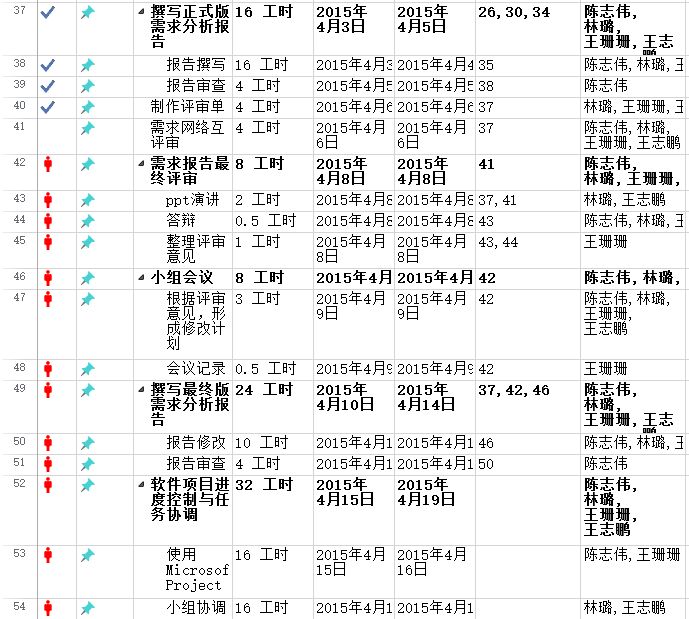 37 撰写正式版 16 工时 2015年 2015年 26,30,34 陈志伟,
需求分析报 4月3日 4月5日 林璐,
告 王珊珊, 王志
鹏
38 报告撰写 16 工时 2015年4月3 2015年4月4 35 陈志伟, 林璐, 王
39 报告审查 4 工时 2015年4月5 2015年4月5 38 陈志伟
40 制作评审单 4 工时 2015年4月6 2015年4月6 37 林璐, 王珊珊, 王
41 需求网络互 4 工时 2015年4月 2015年4月 37 陈志伟, 林璐,
评审 6日 6日 王珊珊, 王志鹏
42 需求报告最 8 工时 2015年 2015年 41 陈志伟,
终评审 4月8日 4月8日 林璐, 王珊珊,
43 ppt演讲 2 工时 2015年4月8 2015年4月8 37,41 林璐, 王志鹏
44 答辩 0.5 工时 2015年4月8 2015年4月8 43 陈志伟, 林璐, 王
45 整理评审 1 工时 2015年4月 2015年4月 43,44 王珊珊
意见 8日 8日
46 小组会议 8 工时 2015年4月 2015年4月 42 陈志伟, 林璐,
47 根据评审 3 工时 2015年4月 2015年4月 42 陈志伟, 林璐,
意见，形 9日 9日 王珊珊,
成修改计 王志鹏
划
48 会议记录 0.5 工时 2015年4月9 2015年4月9 42 王珊珊
49 撰写最终版 24 工时 2015年 2015年 37,42,46 陈志伟,
需求分析报 4月10日 4月14日 林璐,
告 王珊珊, 王志
鹏
50 报告修改 10 工时 2015年4月1 2015年4月1 46 陈志伟, 林璐, 王
51 报告审查 4 工时 2015年4月1 2015年4月1 50 陈志伟
52 软件项目进 32 工时 2015年 2015年 陈志伟,
度控制与任 4月15日 4月19日 林璐,
务协调 王珊珊,
王志鹏
53 使用 16 工时 2015年4月 2015年4月 陈志伟, 王珊珊
Microsof 15日 16日
Project
54 小组协调 16 工时 2015年4月1 2015年4月1 林璐, 王志鹏